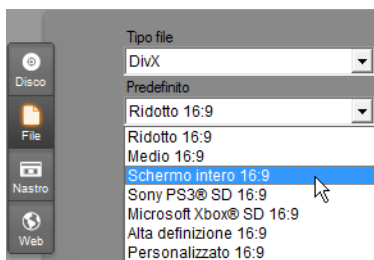 Tipo file
DivX
Disco
Predefinito
Ridotto 16:9
File
Ridotto 16:9
Medio 16:9
Schermo intero 16:9
Nastro
Sony PS3® SD 16:9
Microsoft Xbox® SD 16:9
Alta definizione 16:9
Web
Personalizzato 16:9